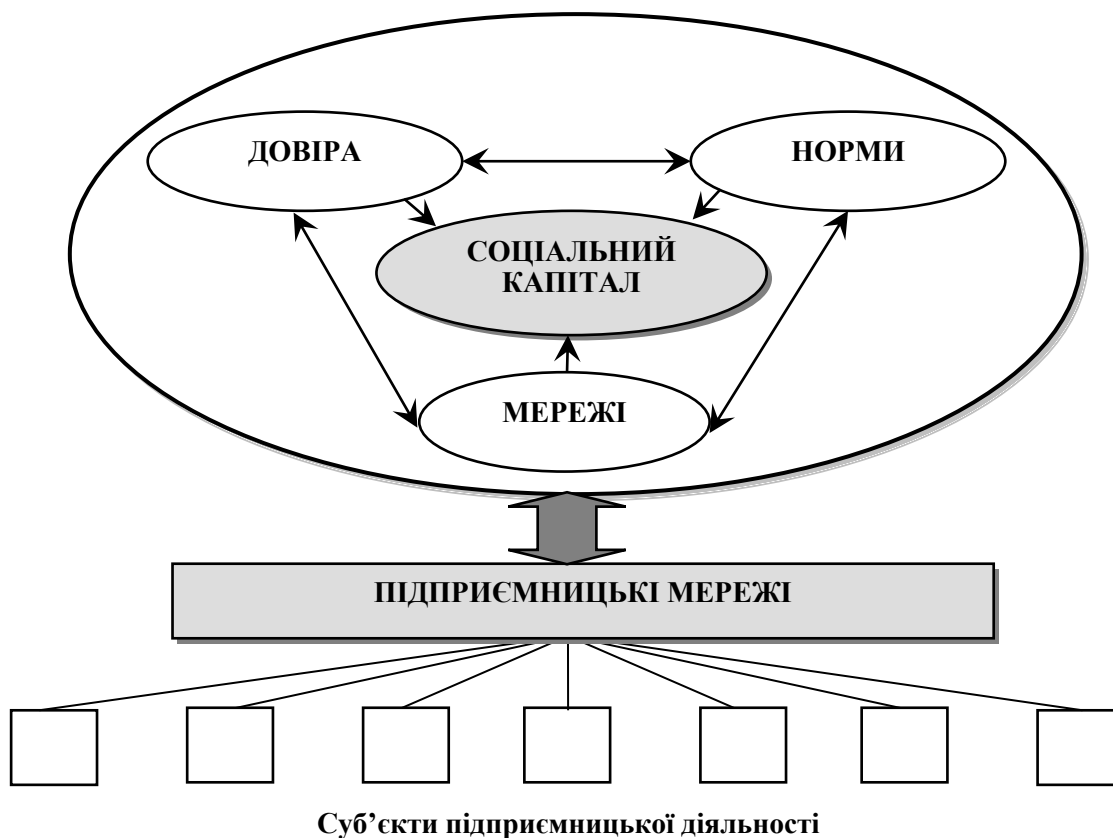 ДОВІРА
НОРМИ
СОЦІАЛЬНИЙ
КАПІТАЛ
МЕРЕЖІ
ПІДПРИЄМНИЦЬКІ МЕРЕЖІ
Суб’єкти підприємницької діяльності